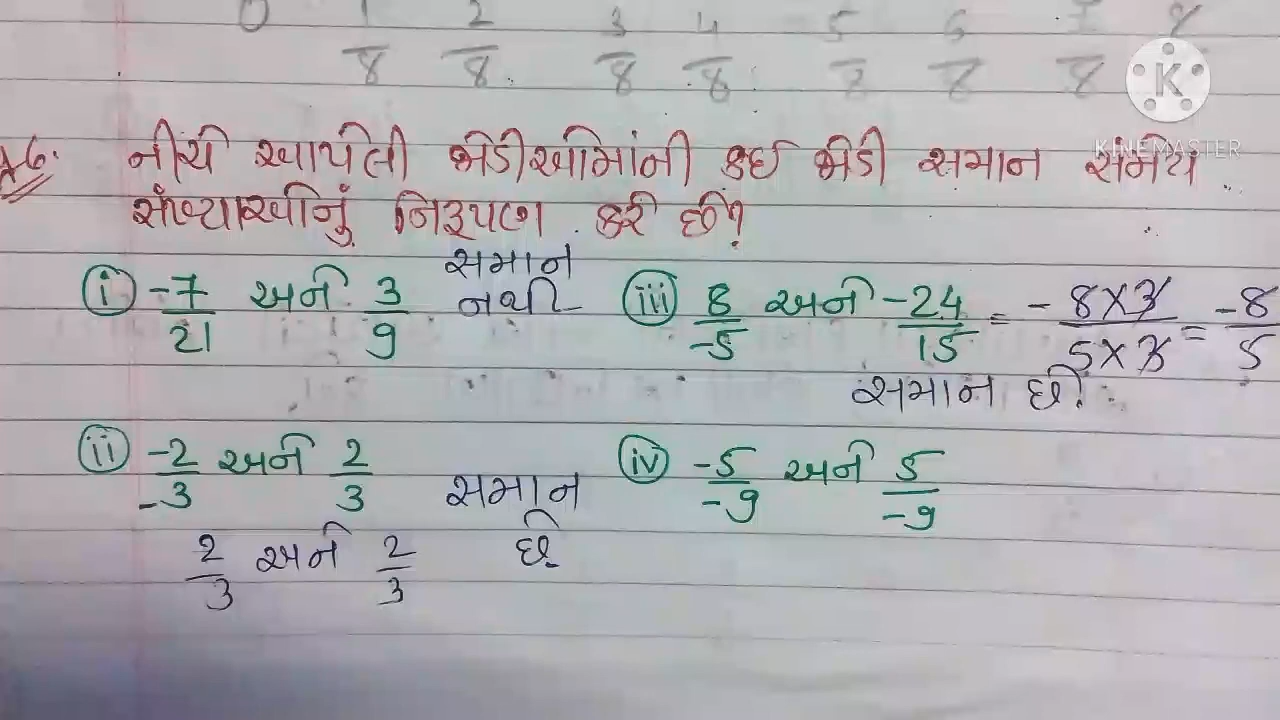 0 1/8 2/8 3/8 4/8 5/8 6/8 7/8 8
KINEMASTER
નીચે આપેલી જોડીઓમાંની કઈ જોડી સમાન સંમેય
સંખ્યાઓનું નિરૂપણ કરે છે?
(i) -7/21 અને 3/9 સમાન નથી
(iii) 8/-5 અને -24/15 = -8×3/5×3 = -8/5
સમાન છે.
(ii) -2/-3 અને 2/3 સમાન છે
2/3 અને 2/3
(iv) -5/-9 અને 5/-9